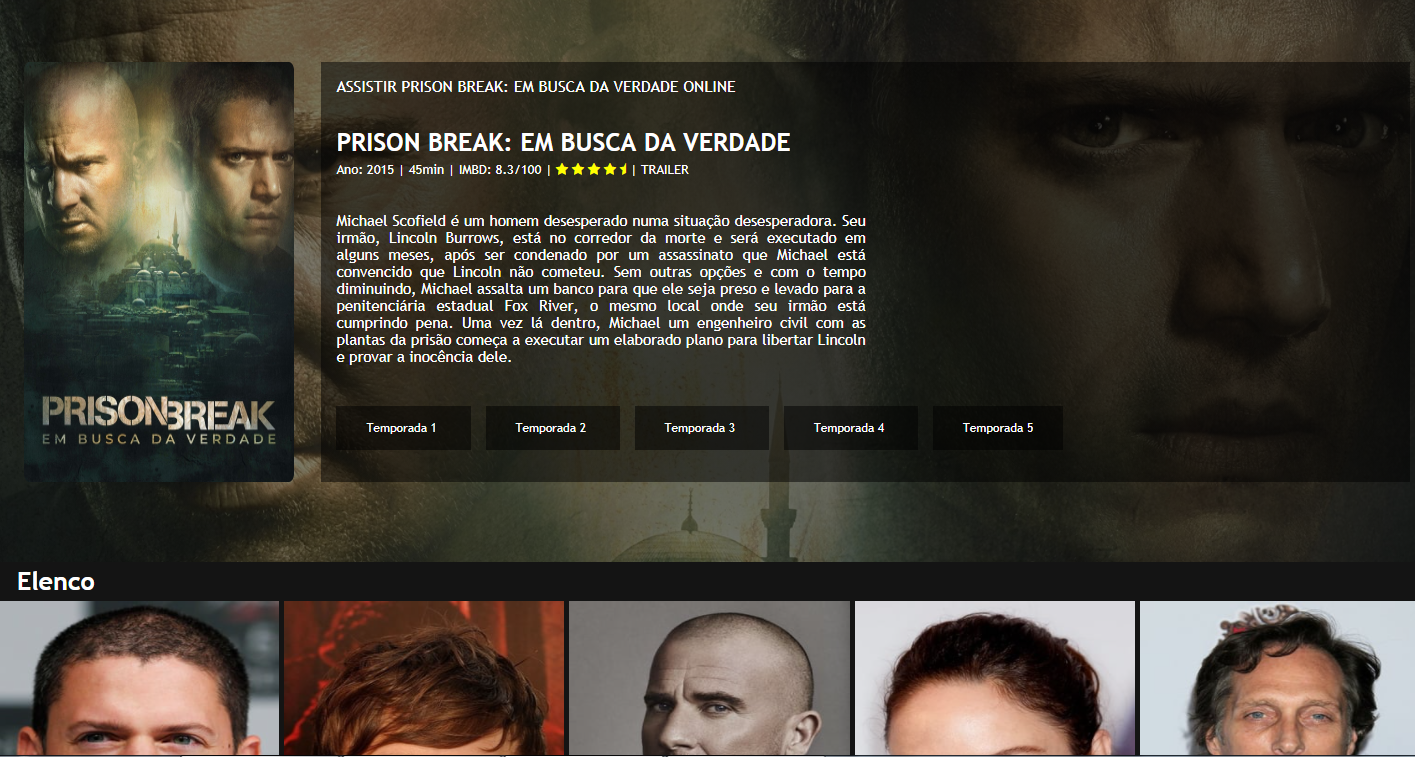 ASSISTIR PRISON BREAK: EM BUSCA DA VERDADE ONLINE
PRISON BREAK: EM BUSCA DA VERDADE
Ano: 2015 | 45min | IMBD: 8.3/100 | | TRAILER
Michael Scofield é um homem desesperado numa situação desesperadora. Seu
irmão, Lincoln Burrows, está no corredor da morte e será executado em
alguns meses, após ser condenado por um assassinato que Michael está
convencido que Lincoln não cometeu. Sem outras opções e com o tempo
diminuindo, Michael assalta um banco para que ele seja preso e levado para a
penitenciária estadual Fox River, o mesmo local onde seu irmão está
cumprindo pena. Uma vez lá dentro, Michael um engenheiro civil com as
plantas da prisão começa a executar um elaborado plano para libertar Lincoln
e provar a inocência dele.
PRISON BREAK
EM BUSCA DA VERDADE
Temporada 1
Temporada 2
Temporada 3
Temporada 4
Temporada 5
Elenco